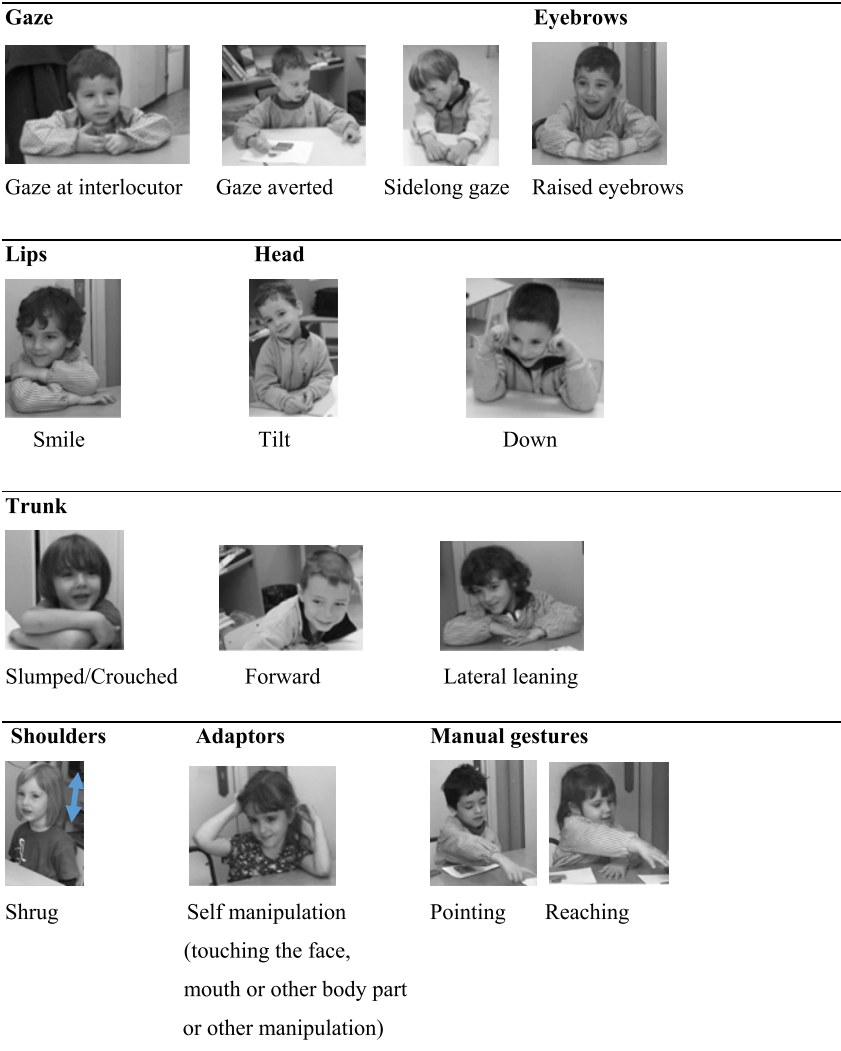 Gaze Eyebrows
Gaze at interlocutor Gaze averted Sidelong gaze Raised eyebrows
Lips Head
Smile Tilt Down
Trunk
Slumped/Crouched Forward Lateral leaning
Shoulders Adaptors Manual gestures
Shrug Self manipulation Pointing Reaching
(touching the face,
mouth or other body part
or other manipulation)